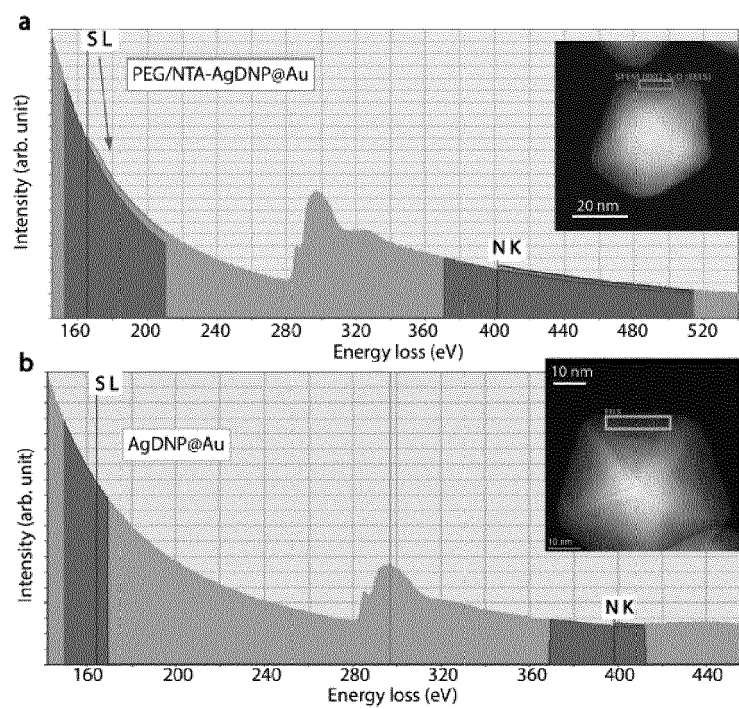 a
S L
PEG/NTA-AgDNP@Au
20 nm
N K
Intensity (arb. unit)
160 200 240 280 320 360 400 440 480 520
Energy loss (eV)
b
S L
AgDNP@Au
10 nm
EELS
10 nm
N K
Intensity (arb. unit)
160 200 240 280 320 360 400 440
Energy loss (eV)